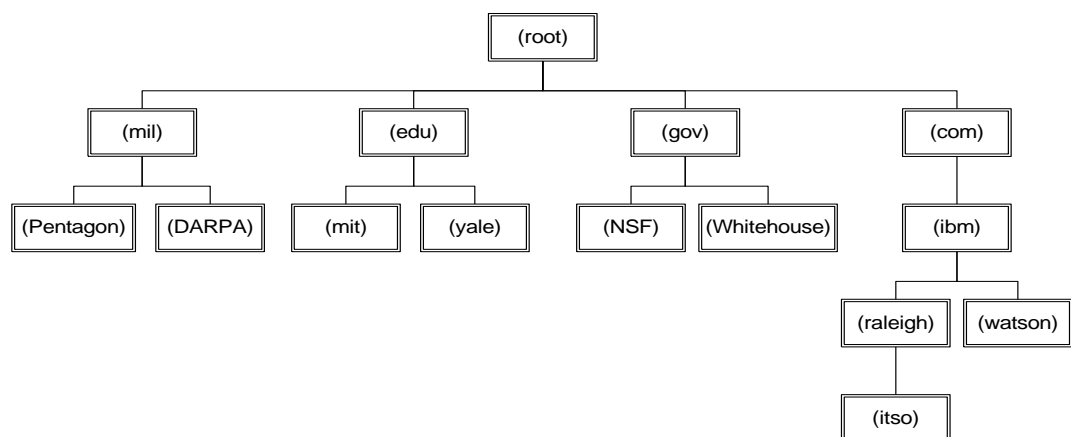 (root)
(mil)
(edu)
(gov)
(com)
(Pentagon)
(DARPA)
(mit)
(yale)
(NSF)
(Whitehouse)
(ibm)
(raleigh)
(watson)
(itso)